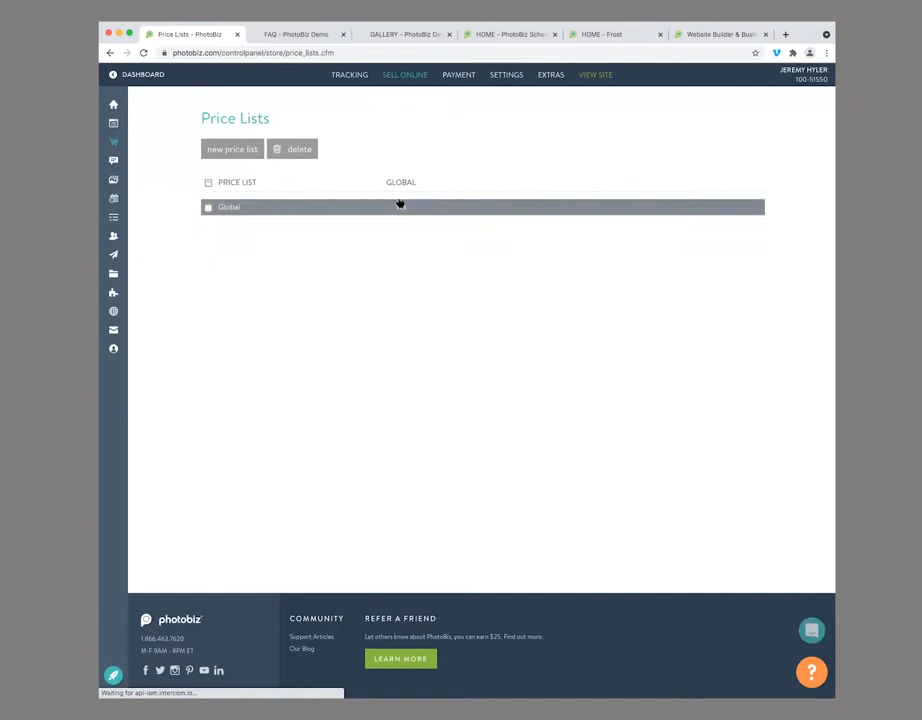 Price Lists - PhotoBiz
FAQ - PhotoBiz Demo
GALLERY - PhotoBiz De
HOME - PhotoBiz Sche
HOME - Frost
Website Builder & Busin
photobiz.com/controlpanel/store/price_lists.cfm
DASHBOARD
TRACKING
SELL ONLINE
PAYMENT
SETTINGS
EXTRAS
VIEW SITE
JEREMY HYLER
100-51550
Price Lists
new price list
delete
PRICE LIST
GLOBAL
Global
photobiz
1.866.463.7620
M-F 9AM - 8PM ET
COMMUNITY
Support Articles
Our Blog
REFER A FRIEND
Let others know about PhotoBiz, you can earn $25. Find out more.
LEARN MORE
?
Waiting for api-iam.intercom.io...